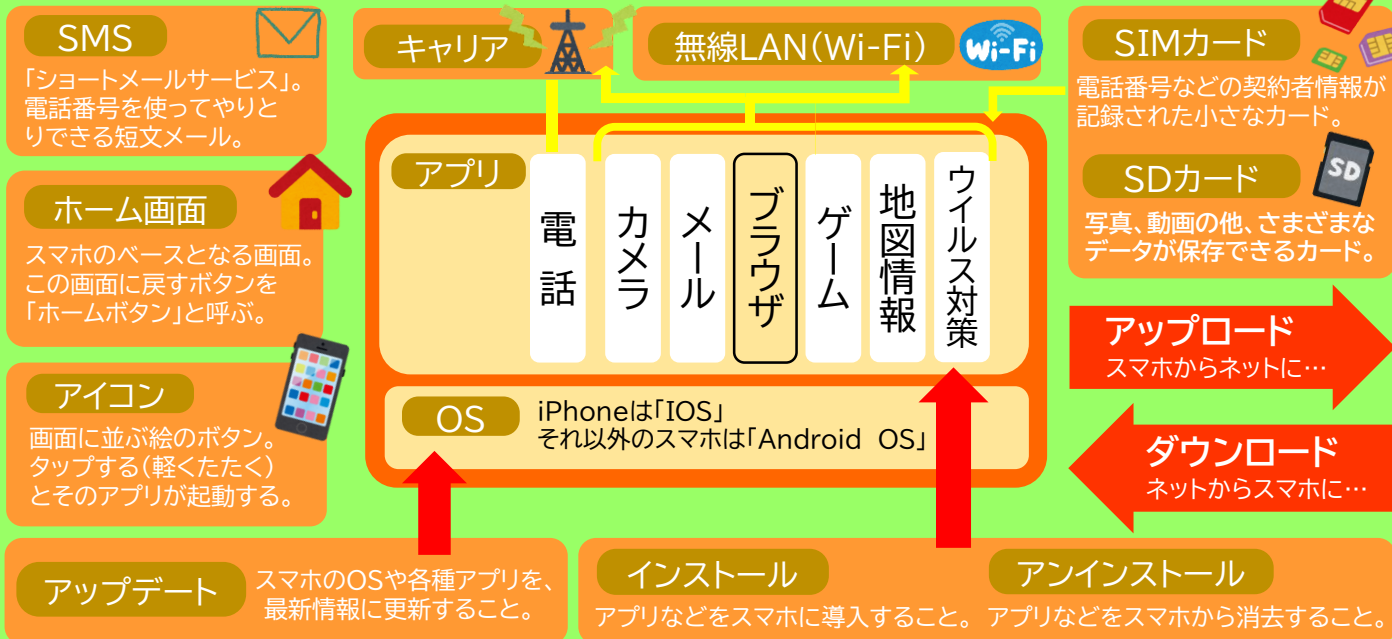 SMS
「ショートメールサービス」。
電話番号を使ってやりと
りできる短文メール。
キャリア
無線LAN(Wi-Fi)
Wi-Fi
SIMカード
電話番号などの契約者情報が
記録された小さなカード。
SDカード
SD
写真、動画の他、さまざまな
データが保存できるカード。
ホーム画面
スマホのベースとなる画面。
この画面に戻すボタンを
「ホームボタン」と呼ぶ。
アプリ
電話
カメラ
メール
ブラウザ
ゲーム
地図情報
ウイルス対策
アイコン
画面に並ぶ絵のボタン。
タップする(軽くたたく)
とそのアプリが起動する。
OS
iPhoneは「IOS」
それ以外のスマホは「Android OS」
アップロード
スマホからネットに…
ダウンロード
ネットからスマホに…
アップデート
スマホのOSや各種アプリを、
最新情報に更新すること。
インストール
アプリなどをスマホに導入すること。
アンインストール
アプリなどをスマホから消去すること。